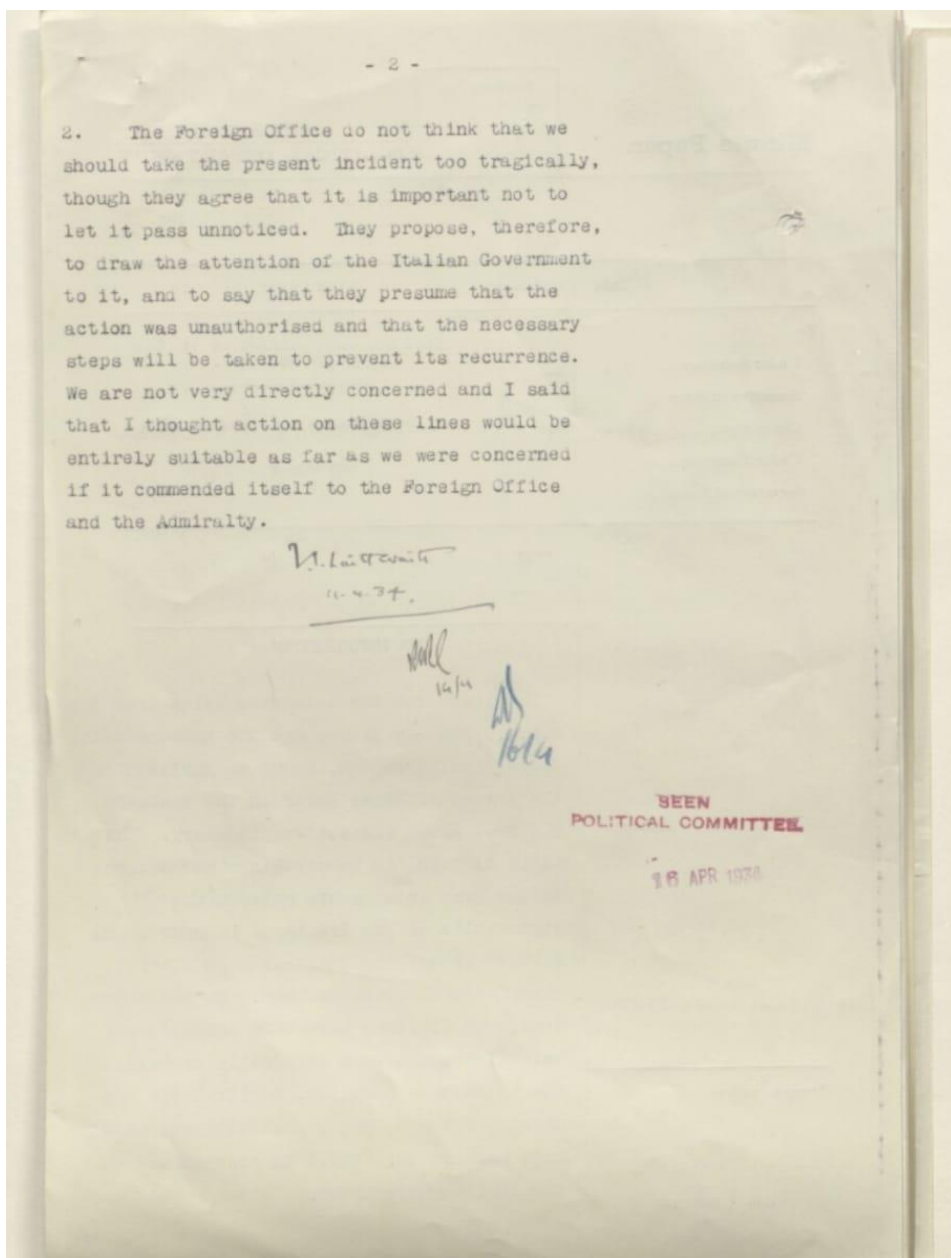 - 2 -
2. The Foreign Office do not think that we
should take the present incident too tragically,
though they agree that it is important not to
let it pass unnoticed. They propose, therefore,
to draw the attention of the Italian Government
to it, and to say that they presume that the
action was unauthorised and that the necessary
steps will be taken to prevent its recurrence.
We are not very directly concerned and I said
that I thought action on these lines would be
entirely suitable as far as we were concerned
if it commended itself to the Foreign Office
and the Admiralty.
11.4.34.
16/4
SEEN
POLITICAL COMMITTEE.
16 APR 1934